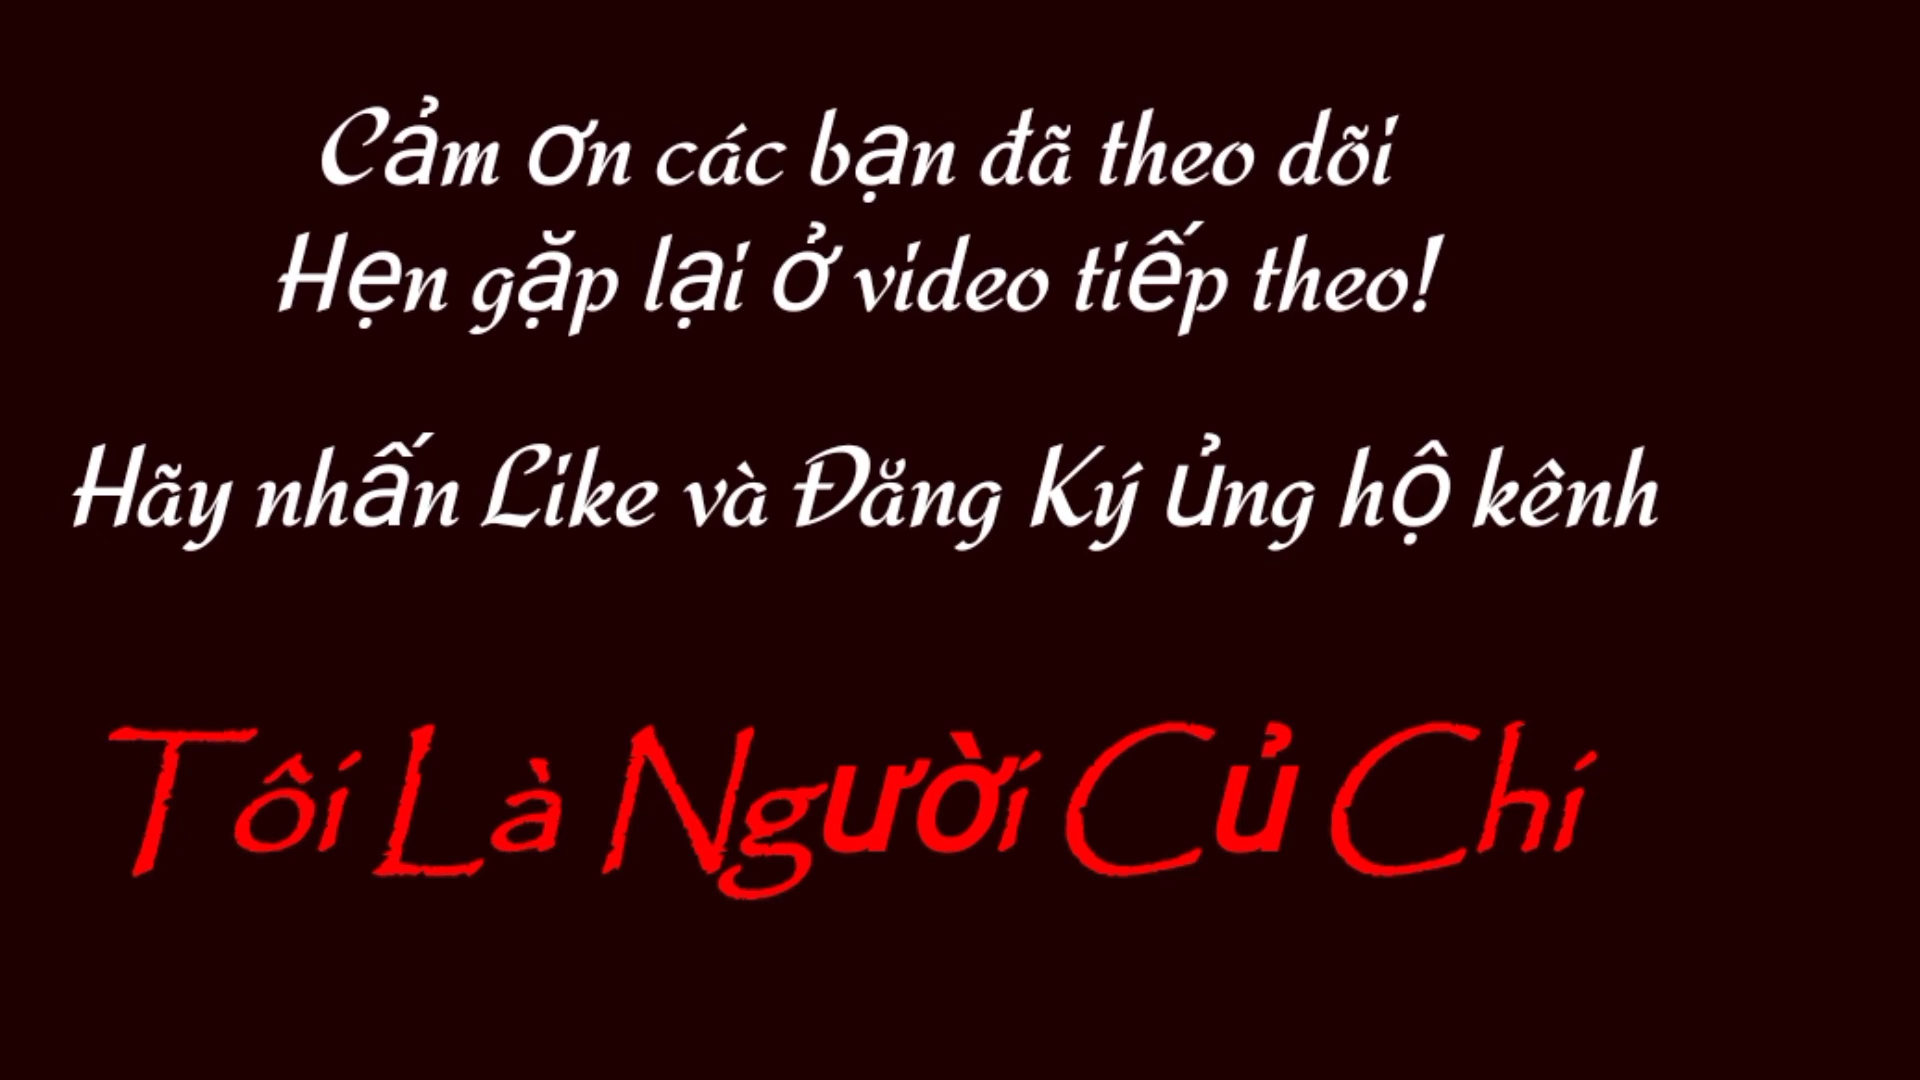 Cảm ơn các bạn đã theo dõi
Hẹn gặp lại ở video tiếp theo!
Hãy nhấn Like và Đăng Ký ủng hộ kênh
Tôi Là Người Củ Chi